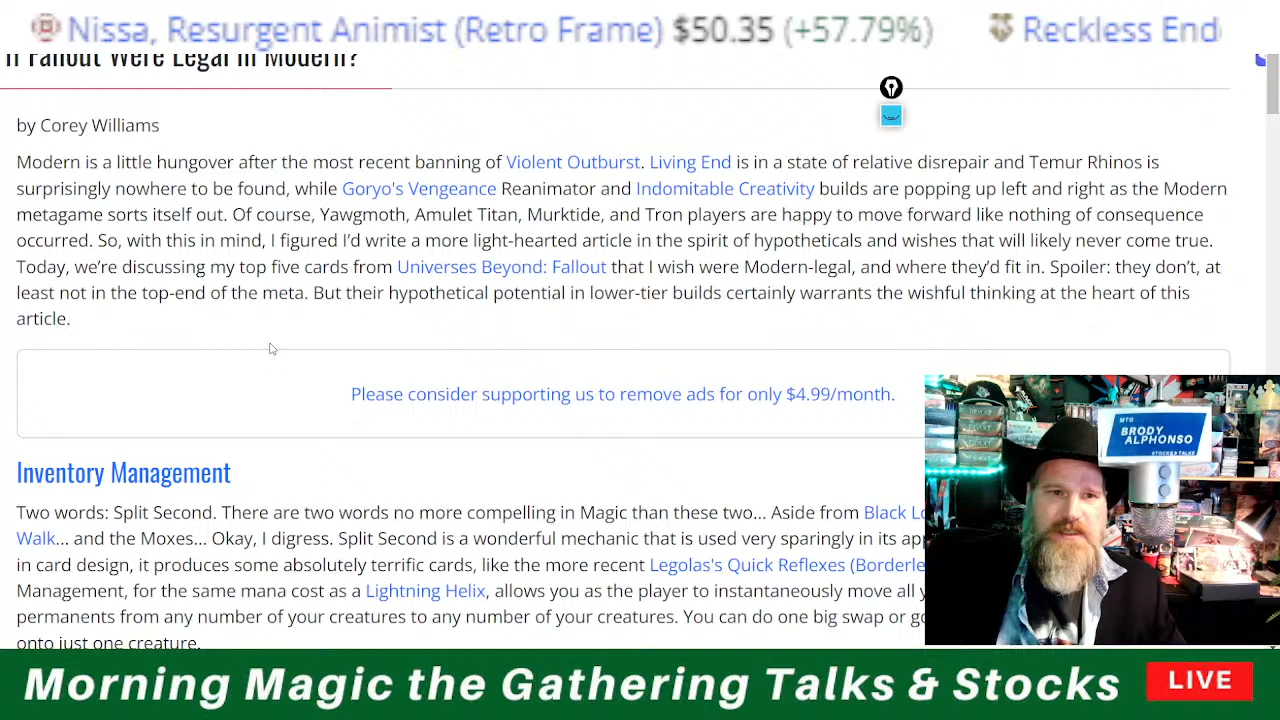 Nissa, Resurgent Animist (Retro Frame) $50.35 (+57.79%) Reckless End
If Fallout Were Legal in Modern?
by Corey Williams
Modern is a little hungover after the most recent banning of Violent Outburst. Living End is in a state of relative disrepair and Temur Rhinos is
surprisingly nowhere to be found, while Goryo's Vengeance Reanimator and Indomitable Creativity builds are popping up left and right as the Modern
metagame sorts itself out. Of course, Yawgmoth, Amulet Titan, Murktide, and Tron players are happy to move forward like nothing of consequence
occurred. So, with this in mind, I figured I’d write a more light-hearted article in the spirit of hypotheticals and wishes that will likely never come true.
Today, we’re discussing my top five cards from Universes Beyond: Fallout that I wish were Modern-legal, and where they’d fit in. Spoiler: they don’t, at
least not in the top-end of the meta. But their hypothetical potential in lower-tier builds certainly warrants the wishful thinking at the heart of this
article.
Please consider supporting us to remove ads for only $4.99/month.
Inventory Management
Two words: Split Second. There are two words no more compelling in Magic than these two... Aside from Black Lo
Walk... and the Moxes... Okay, I digress. Split Second is a wonderful mechanic that is used very sparingly in its app
in card design, it produces some absolutely terrific cards, like the more recent Legolas's Quick Reflexes (Borderle
Management, for the same mana cost as a Lightning Helix, allows you as the player to instantaneously move all y
permanents from any number of your creatures to any number of your creatures. You can do one big swap or go
onto just one creature.
MTG
BRODY
ALPHONSO
STOCKS & TALKS
Morning Magic the Gathering Talks & Stocks
LIVE